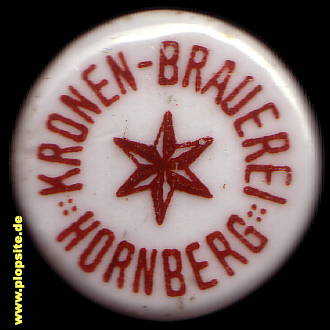 KRONEN-BRAUEREI
:: HORNBERG ::
www.plopsite.de